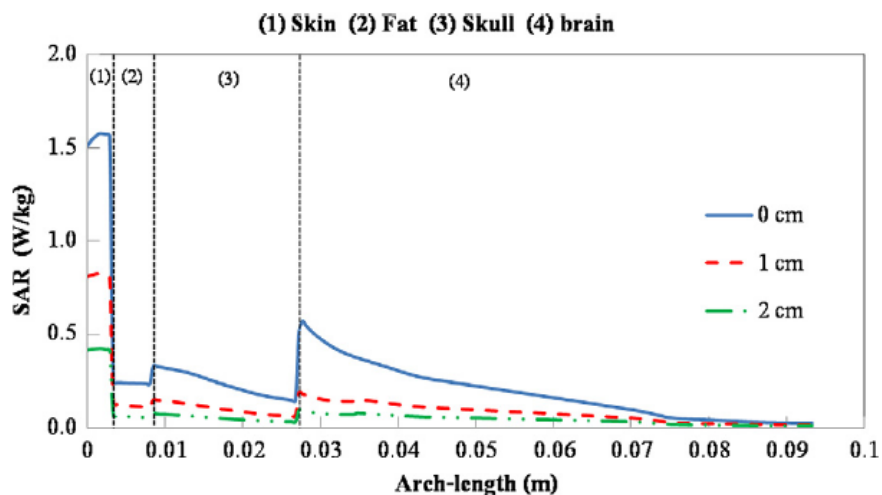 (1) Skin (2) Fat (3) Skull (4) brain
2.0
(1) (2) (3) (4)
1.5
1.0
0.5
0.0
SAR (W/kg)
0 cm
1 cm
2 cm
0 0.01 0.02 0.03 0.04 0.05 0.06 0.07 0.08 0.09 0.1
Arch-length (m)